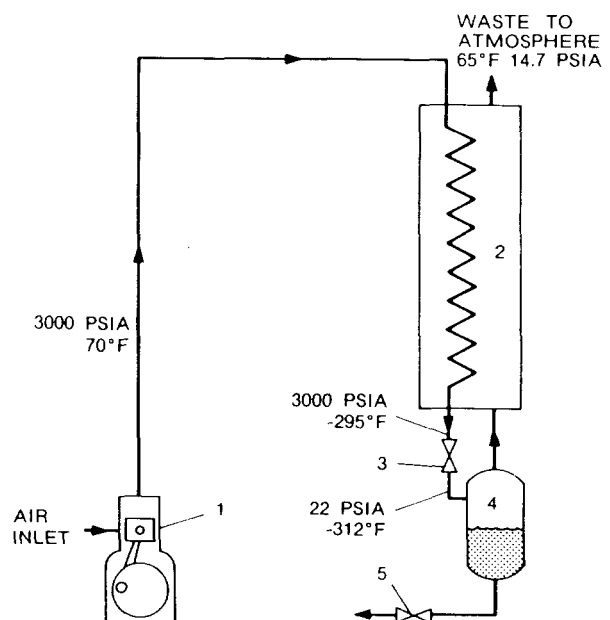 WASTE TO
ATMOSPHERE
65°F 14.7 PSIA
2
3000 PSIA
70°F
3000 PSIA
-295°F
3
22 PSIA
-312°F
4
1
AIR
INLET
5